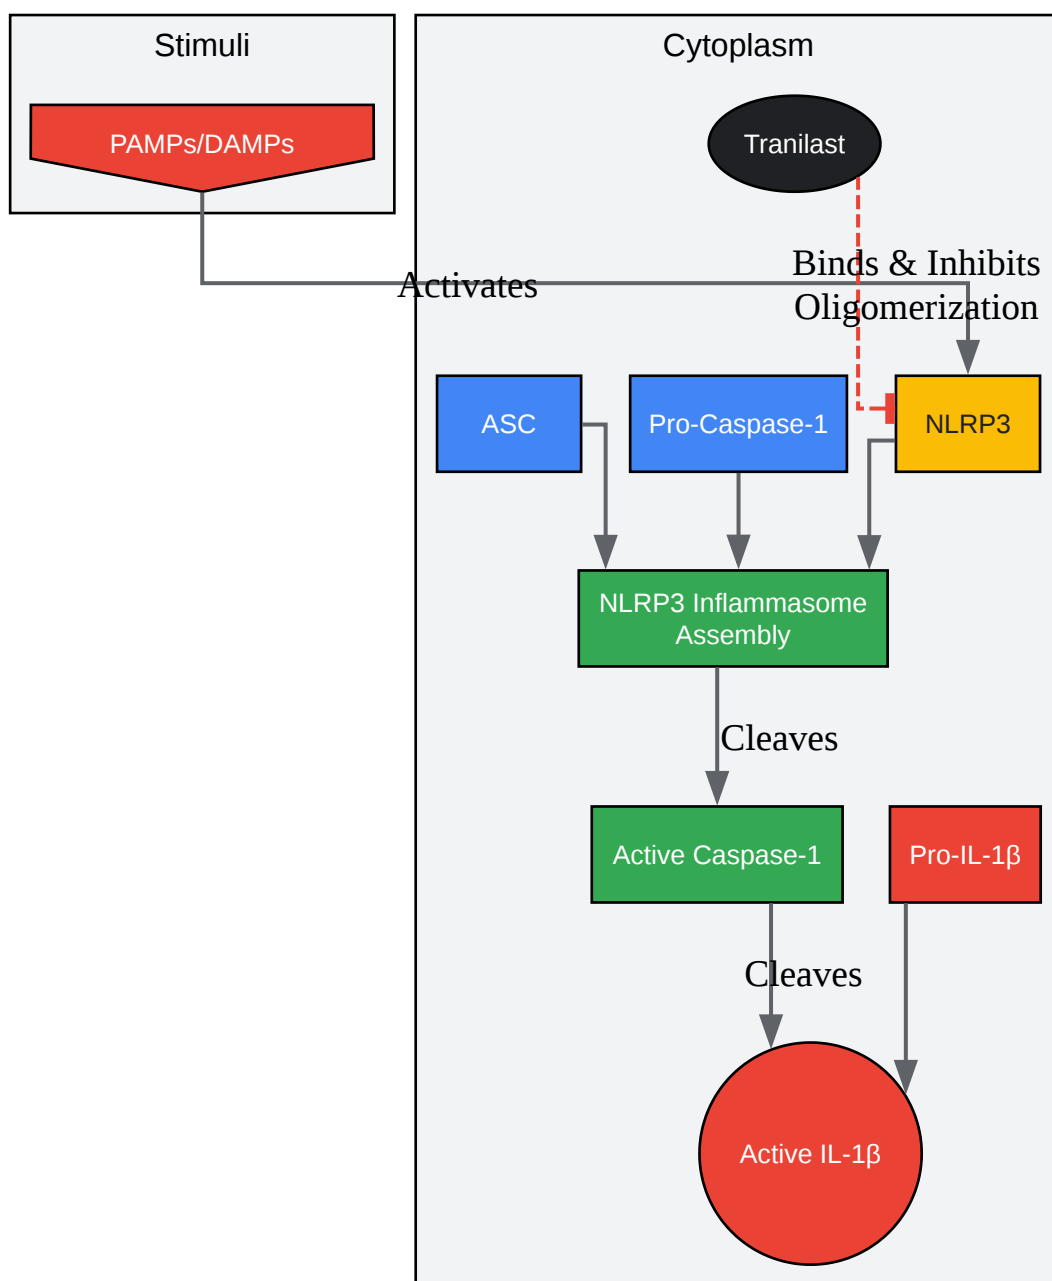 Stimuli
Cytoplasm
PAMPs/DAMPs
Tranilast
Activates
Binds & Inhibits
Oligomerization
ASC
Pro-Caspase-1
NLRP3
NLRP3 Inflammasome
Assembly
Cleaves
Active Caspase-1
Pro-IL-1β
Cleaves
Active IL-1β